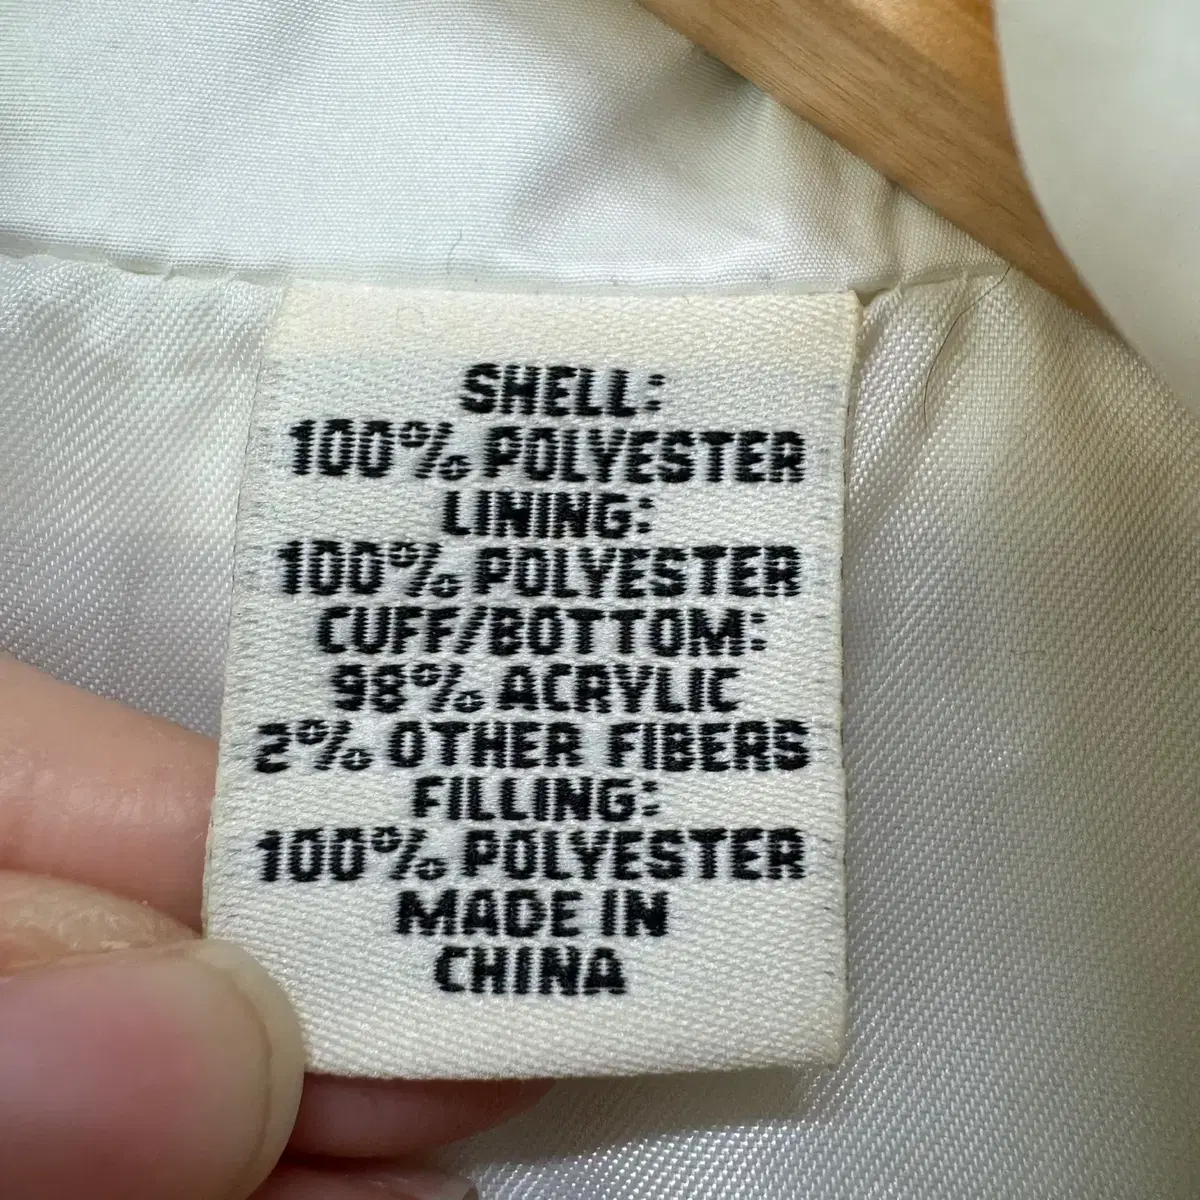 SHELL:
100% POLYESTER
LINING:
100% POLYESTER
CUFF/BOTTOM:
98% ACRYLIC
2% OTHER FIBERS
FILLING:
100% POLYESTER
MADE IN
CHINA